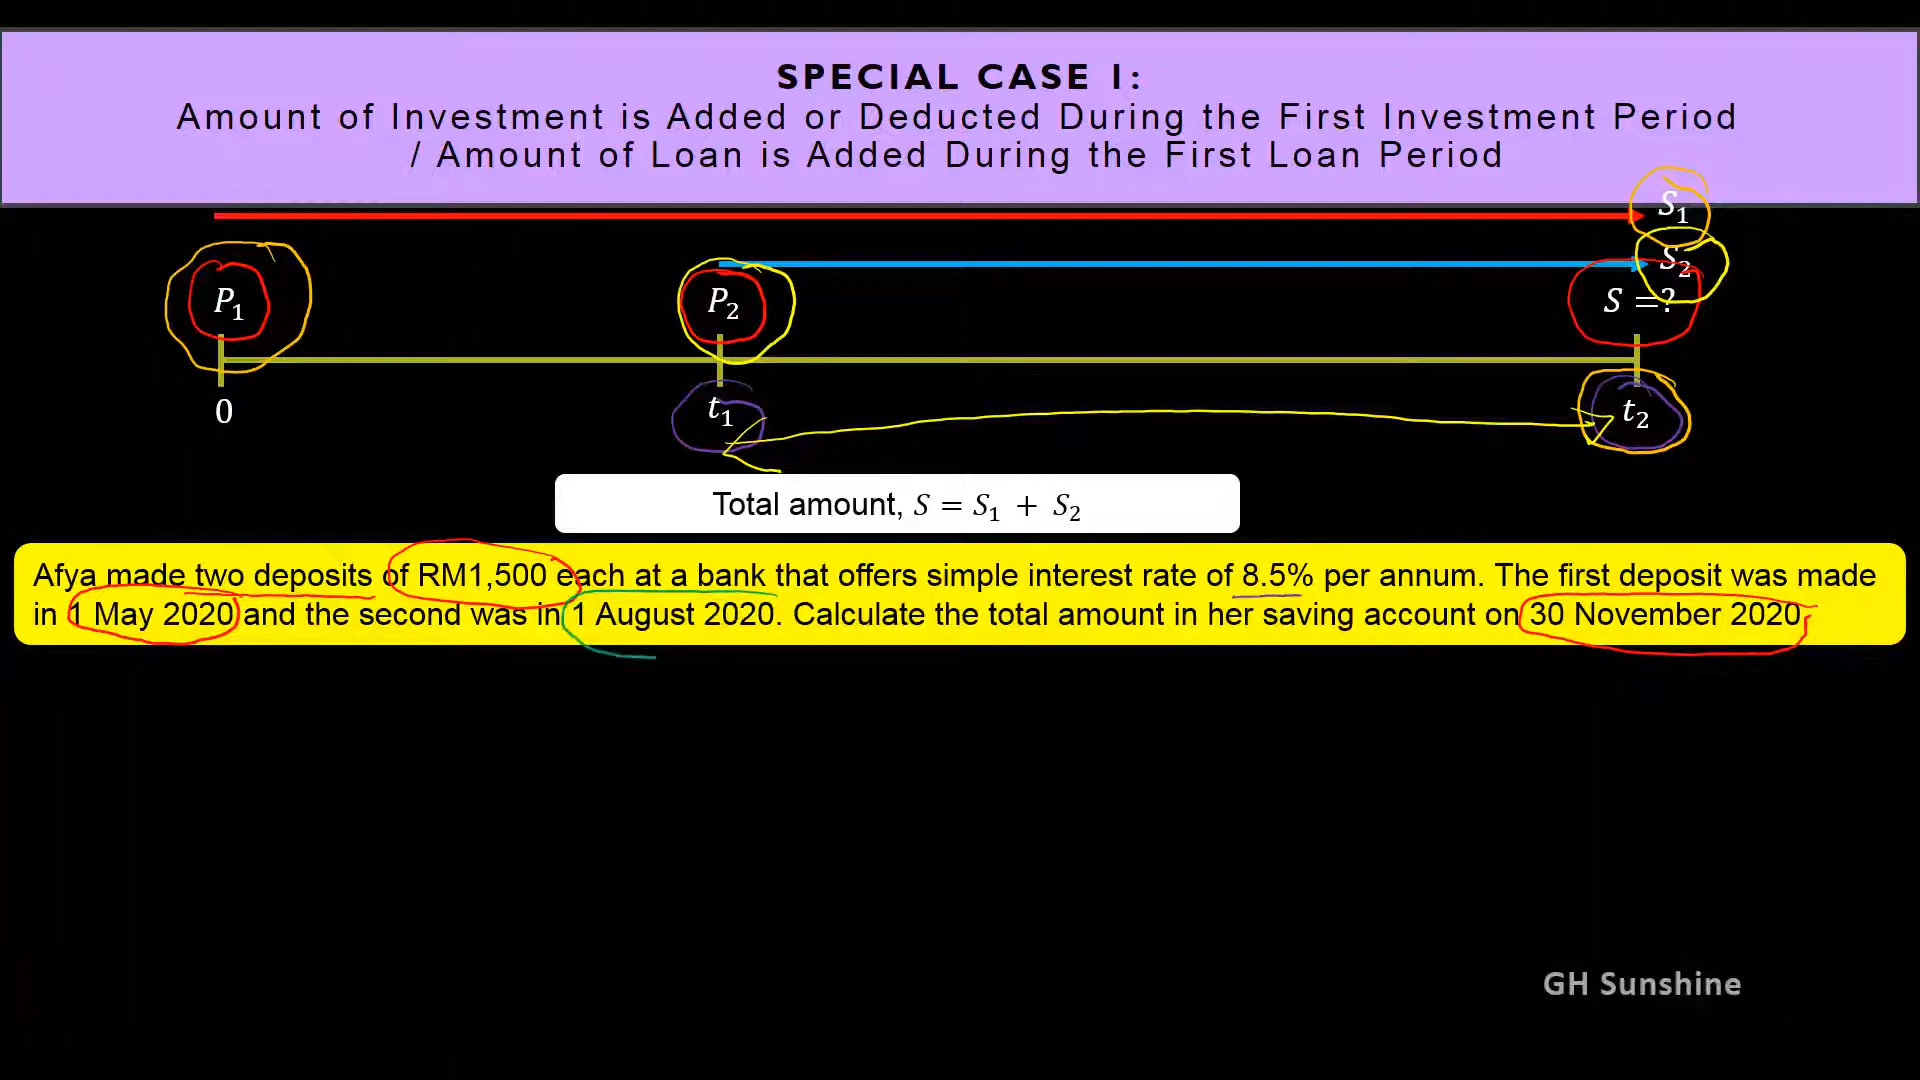 SPECIAL CASE I:
Amount of Investment is Added or Deducted During the First Investment Period
/ Amount of Loan is Added During the First Loan Period
S₁
S₂
P₁
P₂
S =?
0
t₁
t₂
Total amount, S = S₁ + S₂
Afya made two deposits of RM1,500 each at a bank that offers simple interest rate of 8.5% per annum. The first deposit was made
in 1 May 2020 and the second was in 1 August 2020. Calculate the total amount in her saving account on 30 November 2020.
GH Sunshine